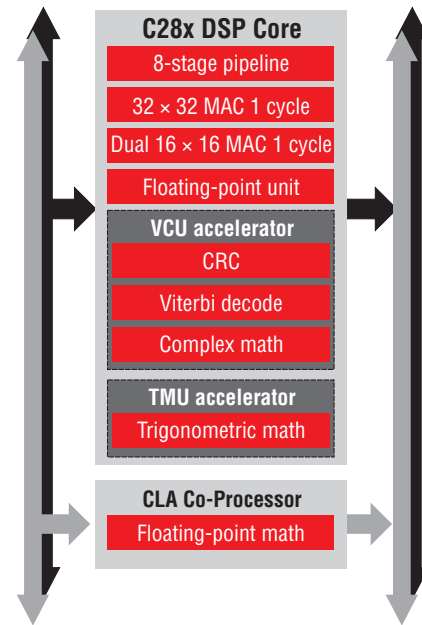 C28x DSP Core
8-stage pipeline
32 × 32 MAC 1 cycle
Dual 16 × 16 MAC 1 cycle
Floating-point unit
VCU accelerator
CRC
Viterbi decode
Complex math
TMU accelerator
Trigonometric math
CLA Co-Processor
Floating-point math